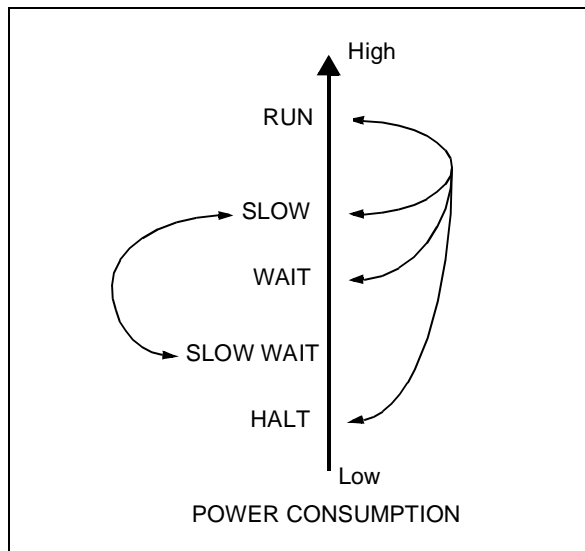 High
RUN
SLOW
WAIT
SLOW WAIT
HALT
Low
POWER CONSUMPTION